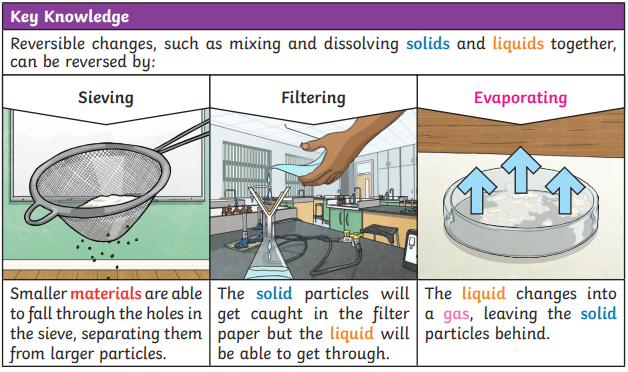 Key Knowledge
Reversible changes, such as mixing and dissolving solids and liquids together,
can be reversed by:
Sieving
Smaller materials are able
to fall through the holes in
the sieve, separating them
from larger particles.
Filtering
The solid particles will
get caught in the filter
paper but the liquid will
be able to get through.
Evaporating
The liquid changes into
a gas, leaving the solid
particles behind.